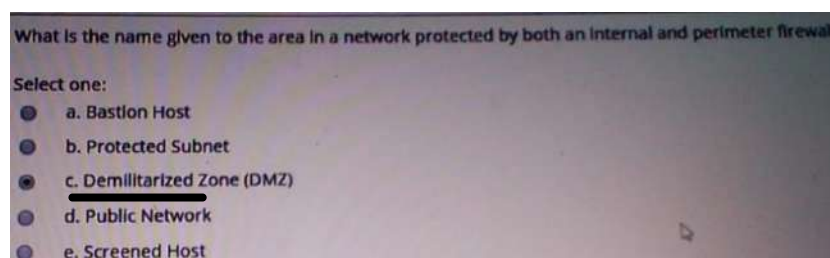 What is the name given to the area in a network protected by both an internal and perimeter
Select one:
a. Bastion Host
b. Protected Subnet
c. Demilitarized Zone (DMZ)
d. Public Network
e. Screened Host